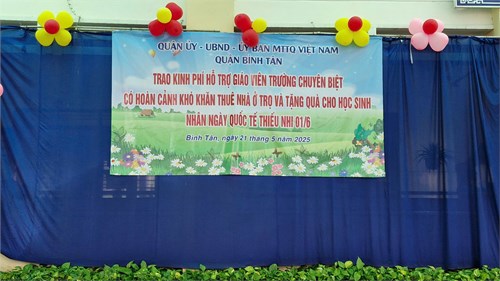 QUẬN ỦY - UBND - ỦY BAN MTTQ VIỆT NAM
QUẬN BÌNH TÂN
TRAO KINH PHÍ HỖ TRỢ GIÁO VIÊN TRƯỜNG CHUYÊN BIỆT
CÓ HOÀN CẢNH KHÓ KHĂN THUÊ NHÀ Ở TRỌ VÀ TẶNG QUÀ CHO HỌC SINH
NHÂN NGÀY QUỐC TẾ THIẾU NHI 01/6
Bình Tân, ngày 21 tháng 5 năm 2025